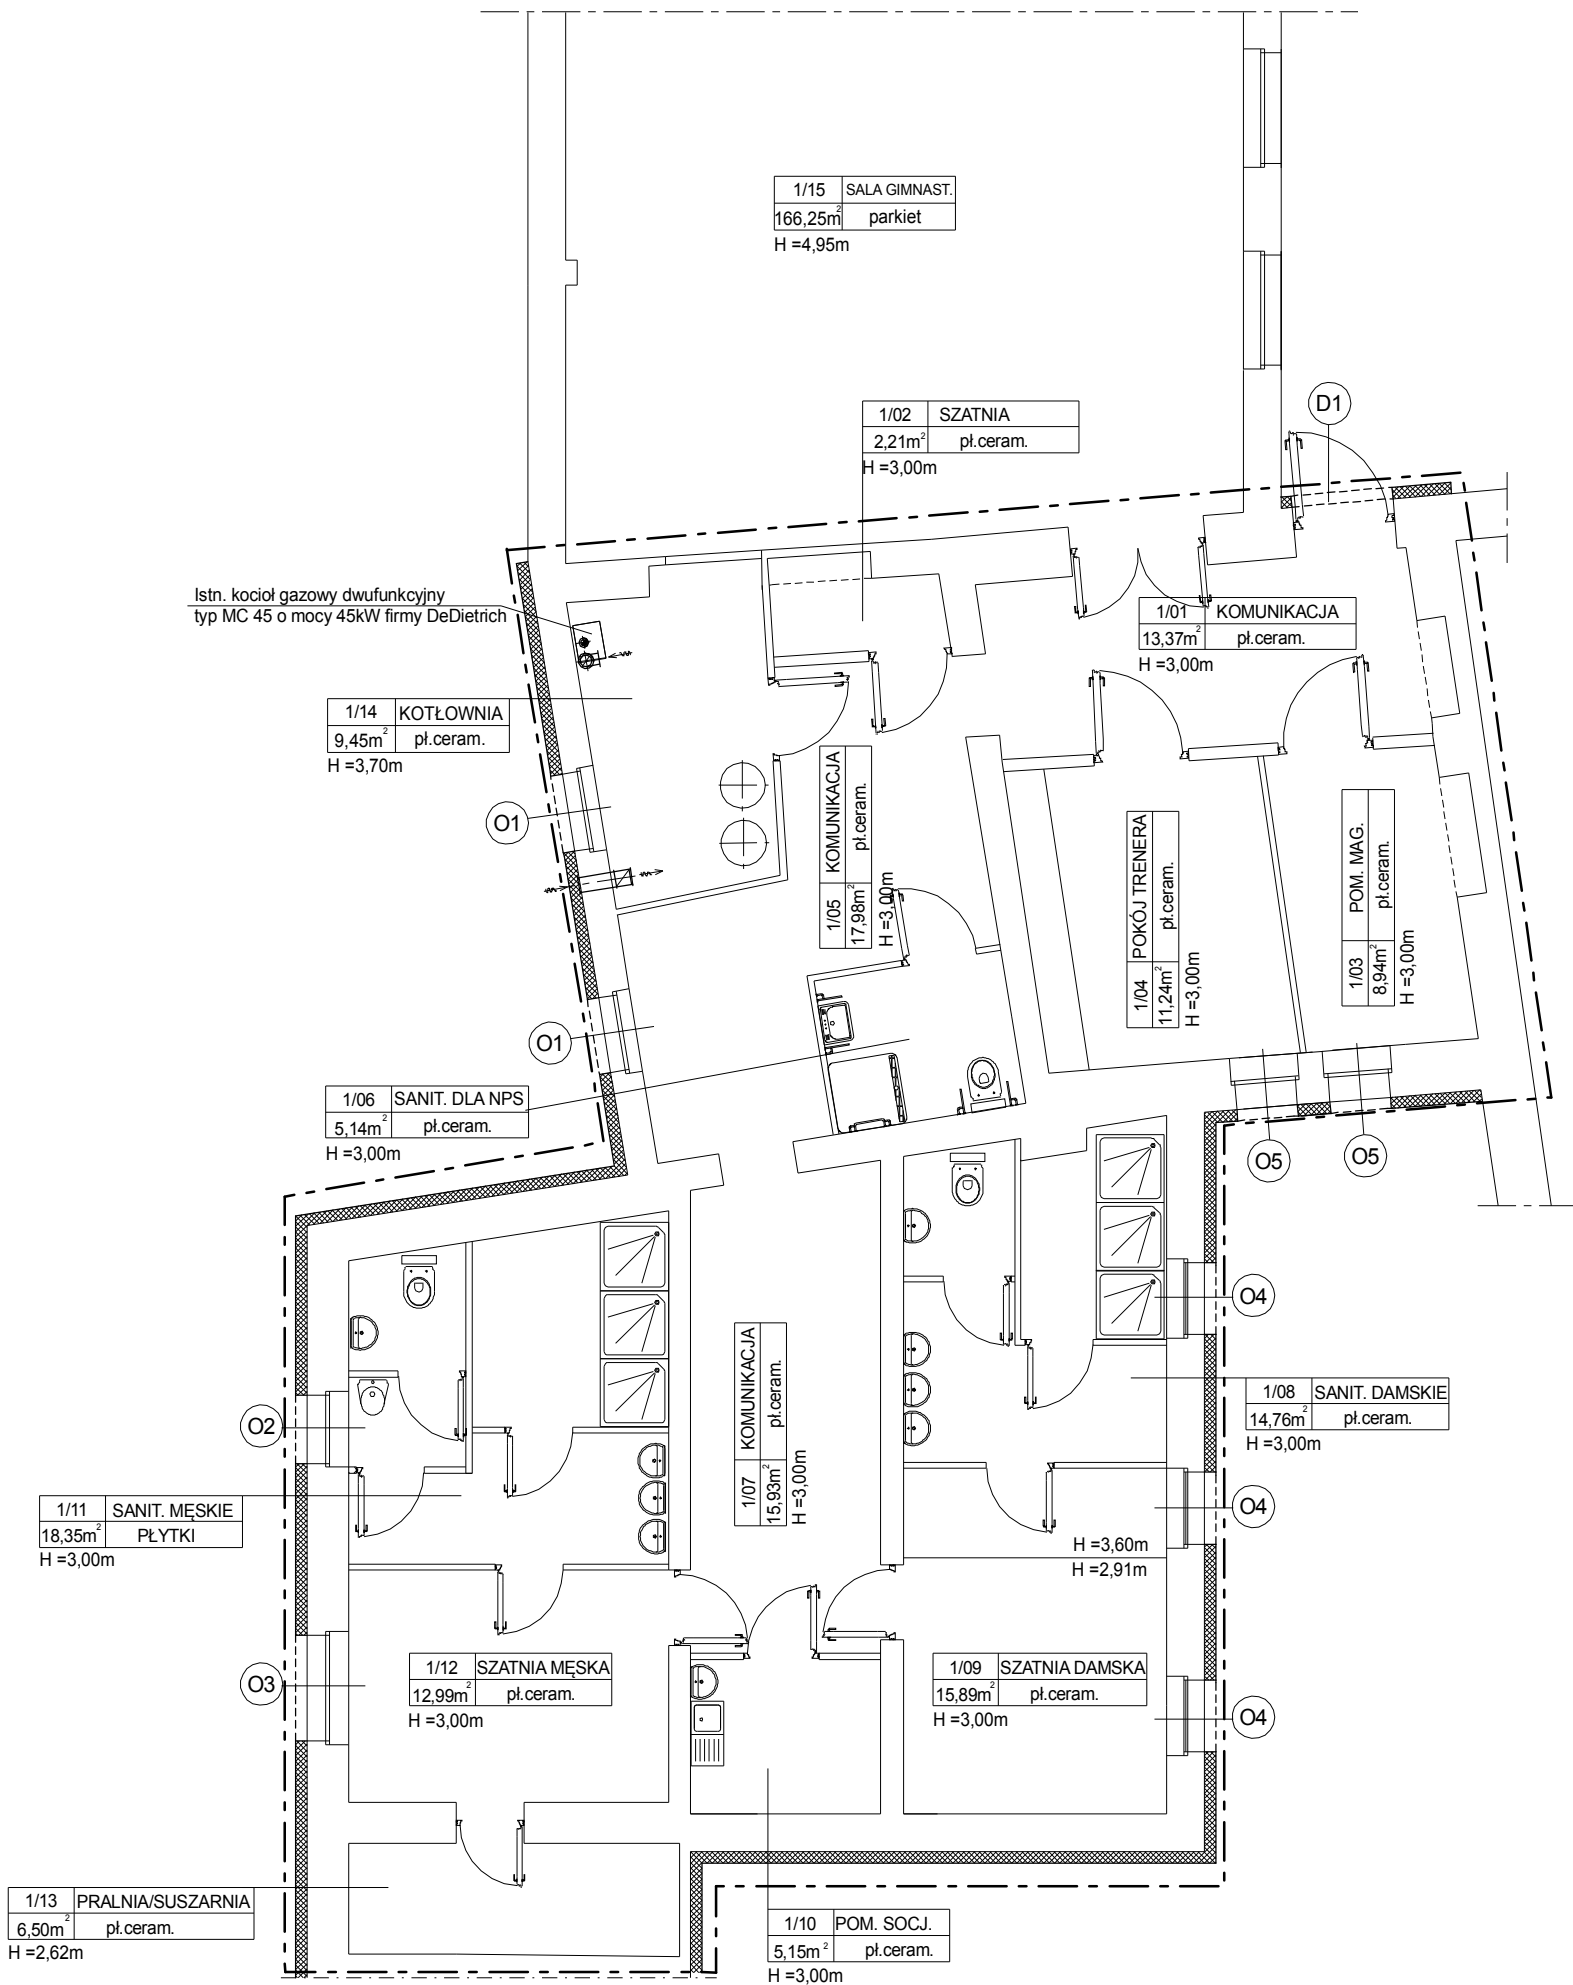 1/15 SALA GIMNAST.
166,25m² parkiet
H =4,95m
1/02 SZATNIA
2,21m² pł.ceram.
H =3,00m
D1
Istn. kocioł gazowy dwufunkcyjny
typ MC 45 o mocy 45kW firmy DeDietrich
1/01 KOMUNIKACJA
13,37m² pł.ceram.
H =3,00m
1/14 KOTŁOWNIA
9,45m² pł.ceram.
H =3,70m
O1
1/05 KOMUNIKACJA
17,98m² pł.ceram.
H =3,00m
1/04 POKÓJ TRENERA
11,24m² pł.ceram.
H =3,00m
1/03 POM. MAG.
8,94m² pł.ceram.
H =3,00m
O1
1/06 SANIT. DLA NPS
5,14m² pł.ceram.
H =3,00m
O5
O5
O4
1/07 KOMUNIKACJA
15,93m² pł.ceram.
H =3,00m
1/08 SANIT. DAMSKIE
14,76m² pł.ceram.
H =3,00m
O2
1/11 SANIT. MĘSKIE
18,35m² PŁYTKI
H =3,00m
O4
H =3,60m
H =2,91m
O3
1/12 SZATNIA MĘSKA
12,99m² pł.ceram.
H =3,00m
1/09 SZATNIA DAMSKA
15,89m² pł.ceram.
H =3,00m
O4
1/13 PRALNIA/SUSZARNIA
6,50m² pł.ceram.
H =2,62m
1/10 POM. SOCJ.
5,15m² pł.ceram.
H =3,00m